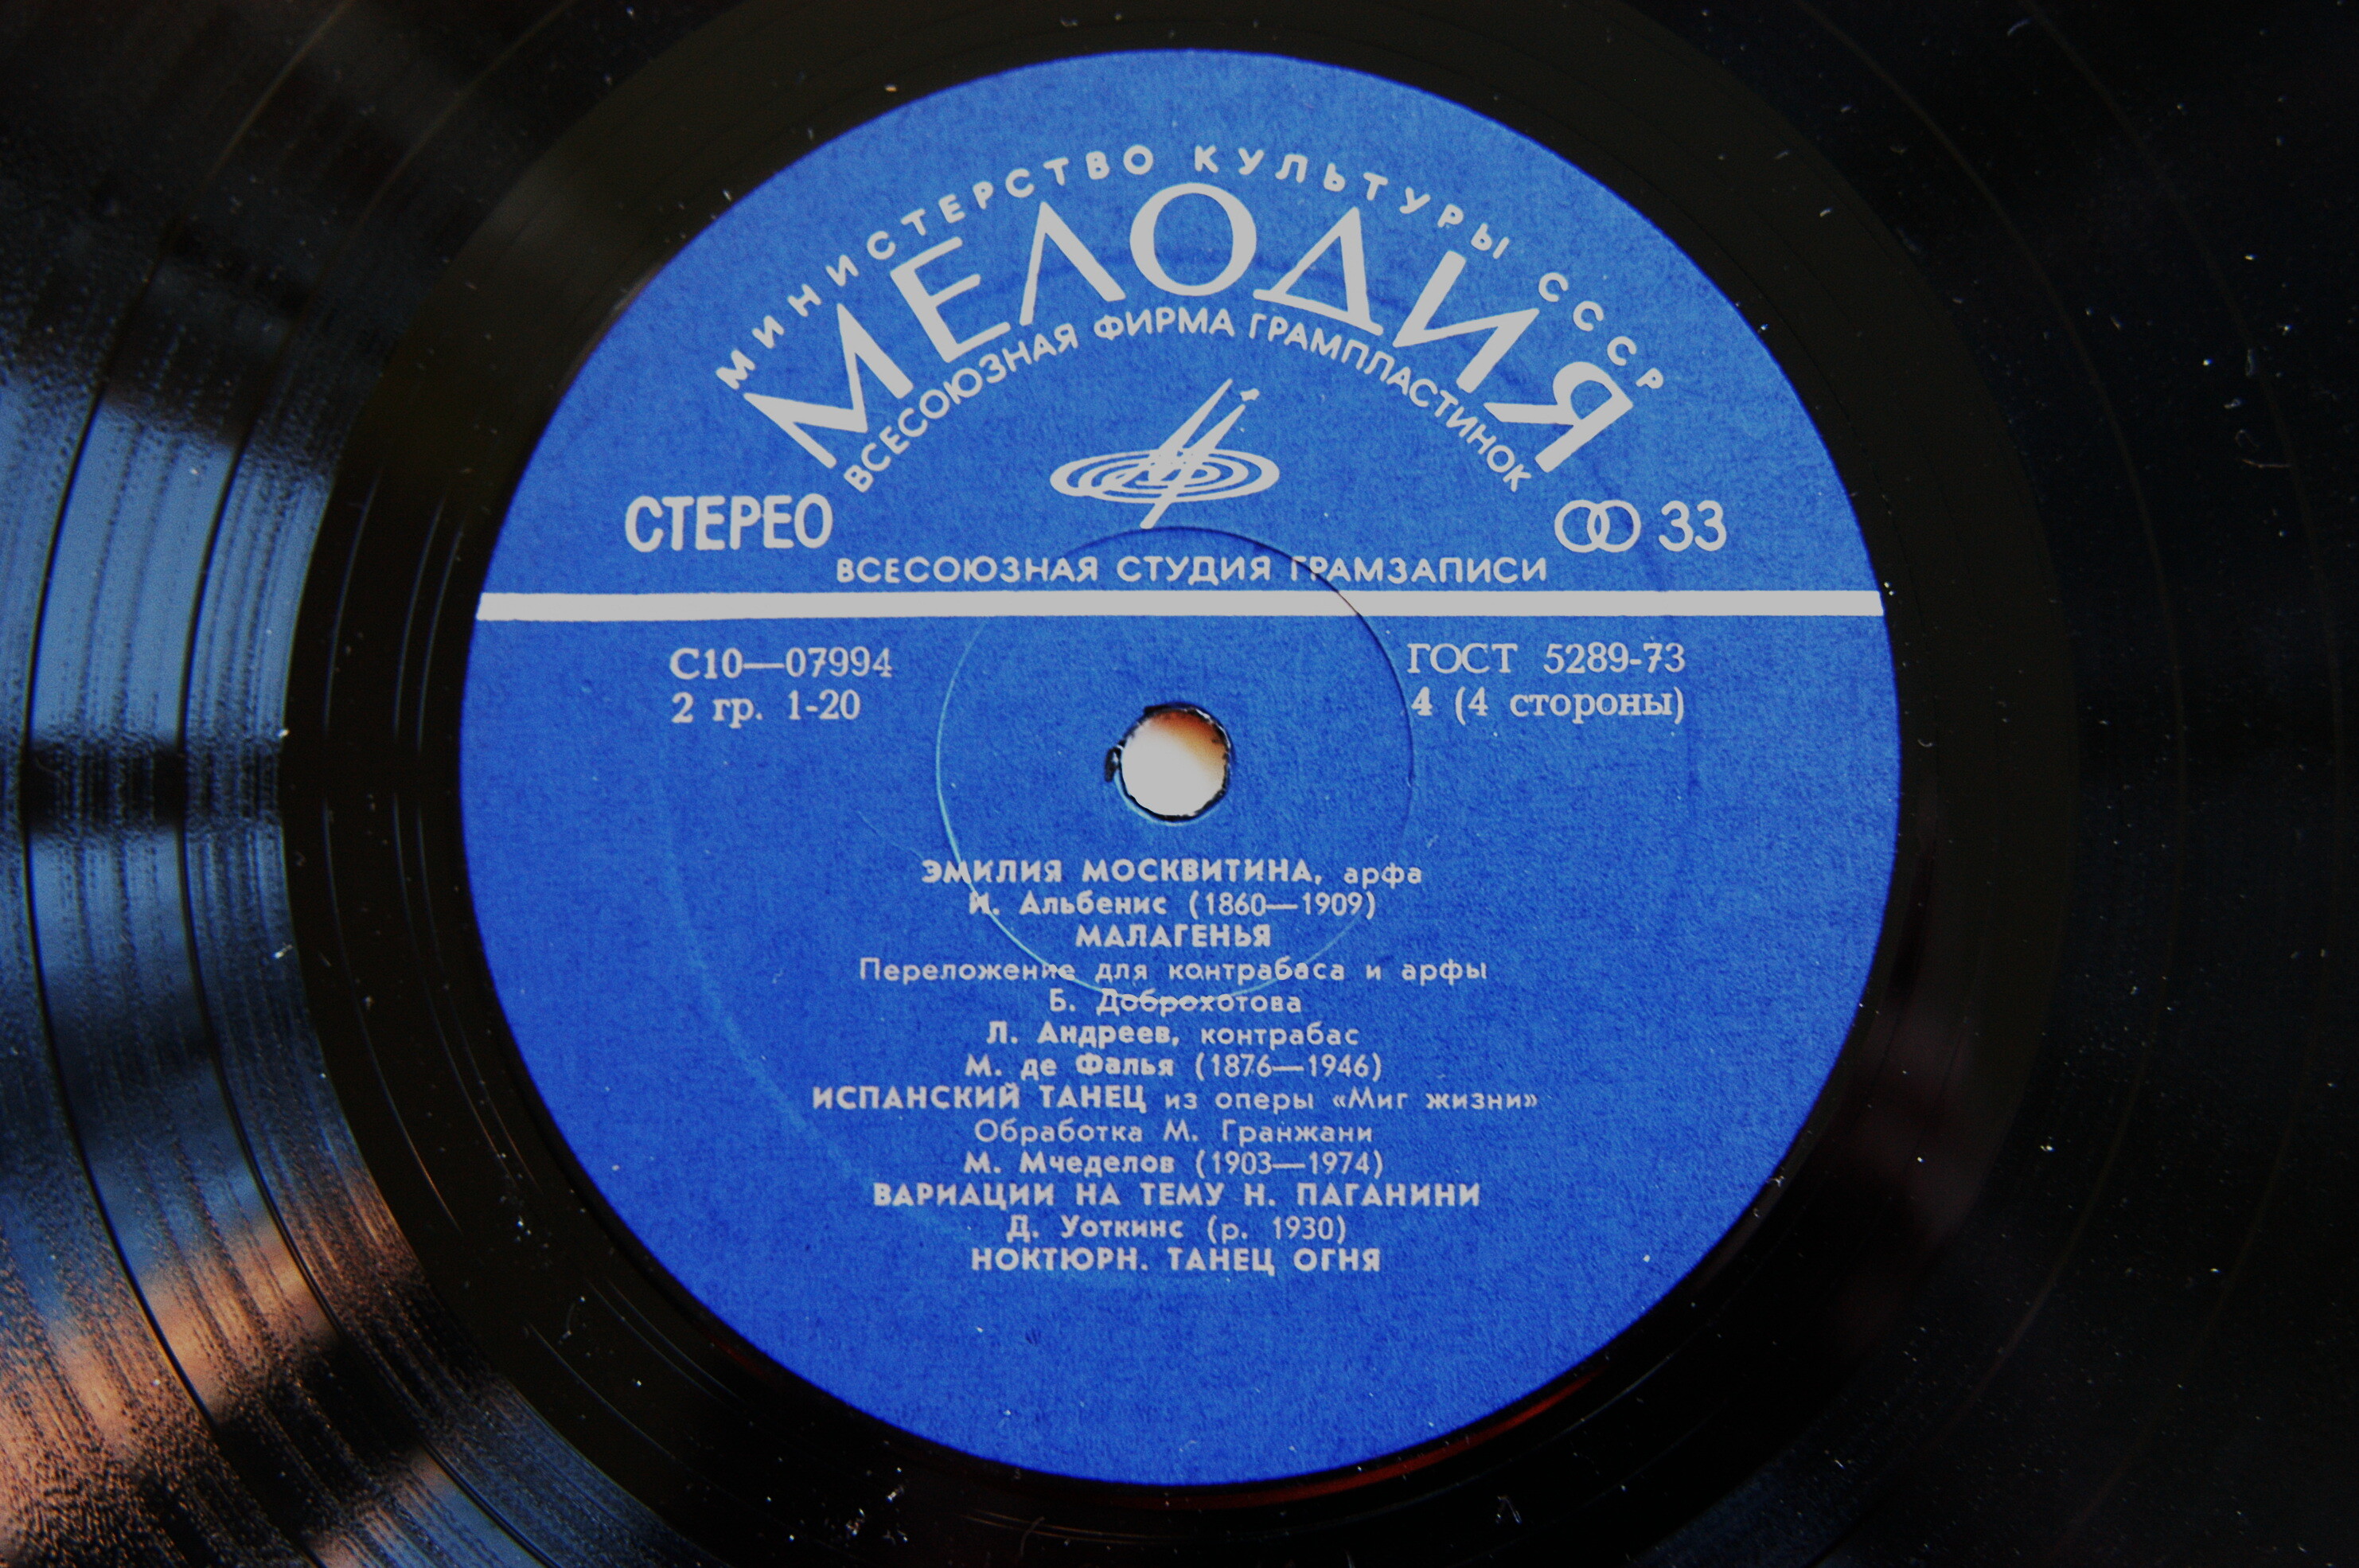 МИНИСТЕРСТВО КУЛЬТУРЫ СССР
МЕЛОДИЯ
ВСЕСОЮЗНАЯ ФИРМА ГРАМПЛАСТИНОК
СТЕРЕО
33
ВСЕСОЮЗНАЯ СТУДИЯ ГРАМЗАПИСИ
С10—07994
2 гр. 1-20
ГОСТ 5289-73
4 (4 стороны)
ЭМИЛИЯ МОСКВИТИНА, арфа
И. Альбенис (1860—1909)
МАЛАГЕНЬЯ
Переложение для контрабаса и арфы
Б. Доброхотова
Л. Андреев, контрабас
М. де Фалья (1876—1946)
ИСПАНСКИЙ ТАНЕЦ из оперы «Миг жизни»
Обработка М. Гранжани
М. Мчеделов (1903—1974)
ВАРИАЦИИ НА ТЕМУ Н. ПАГАНИНИ
Д. Уоткинс (р. 1930)
НОКТЮРН. ТАНЕЦ ОГНЯ